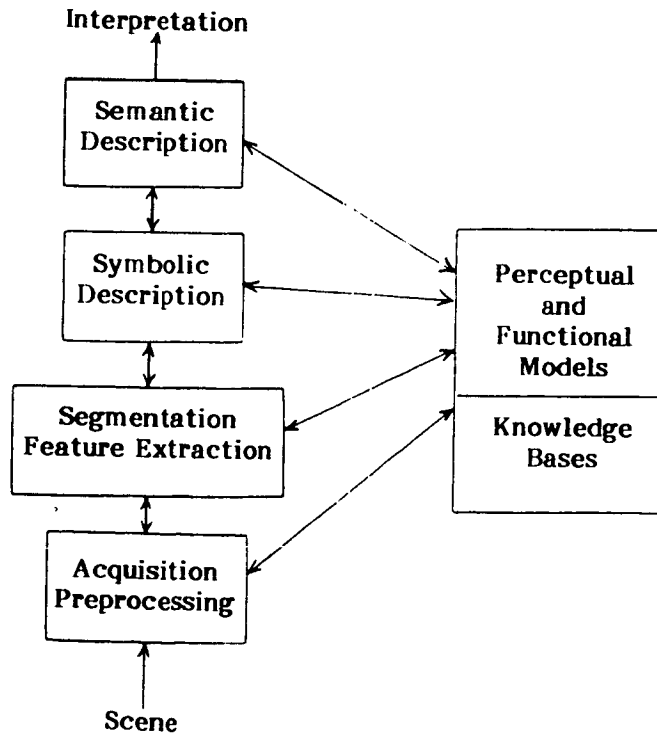 Interpretation
Semantic
Description
Symbolic
Description
Segmentation
Feature Extraction
Acquisition
Preprocessing
Scene
Perceptual
and
Functional
Models
Knowledge
Bases